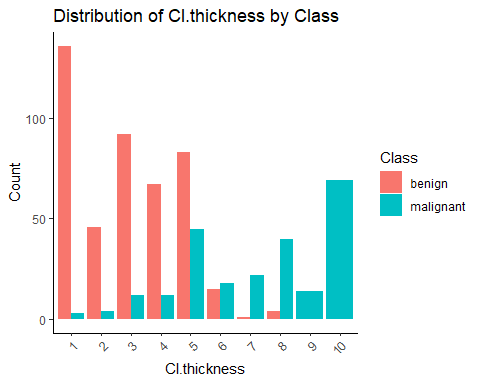 Distribution of Cl.thickness by Class
Count
100
50
0
1 2 3 4 5 6 7 8 9 10
Cl.thickness
Class
benign
malignant